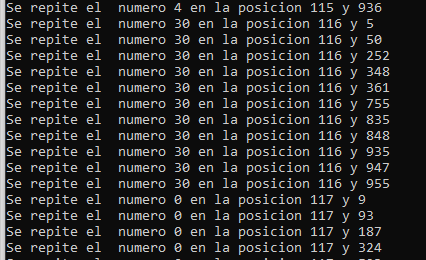 Se repite el  numero 4 en la posicion 115 y 936
Se repite el  numero 30 en la posicion 116 y 5
Se repite el  numero 30 en la posicion 116 y 50
Se repite el  numero 30 en la posicion 116 y 252
Se repite el  numero 30 en la posicion 116 y 348
Se repite el  numero 30 en la posicion 116 y 361
Se repite el  numero 30 en la posicion 116 y 755
Se repite el  numero 30 en la posicion 116 y 835
Se repite el  numero 30 en la posicion 116 y 848
Se repite el  numero 30 en la posicion 116 y 935
Se repite el  numero 30 en la posicion 116 y 947
Se repite el  numero 30 en la posicion 116 y 955
Se repite el  numero 0 en la posicion 117 y 9
Se repite el  numero 0 en la posicion 117 y 93
Se repite el  numero 0 en la posicion 117 y 187
Se repite el  numero 0 en la posicion 117 y 324